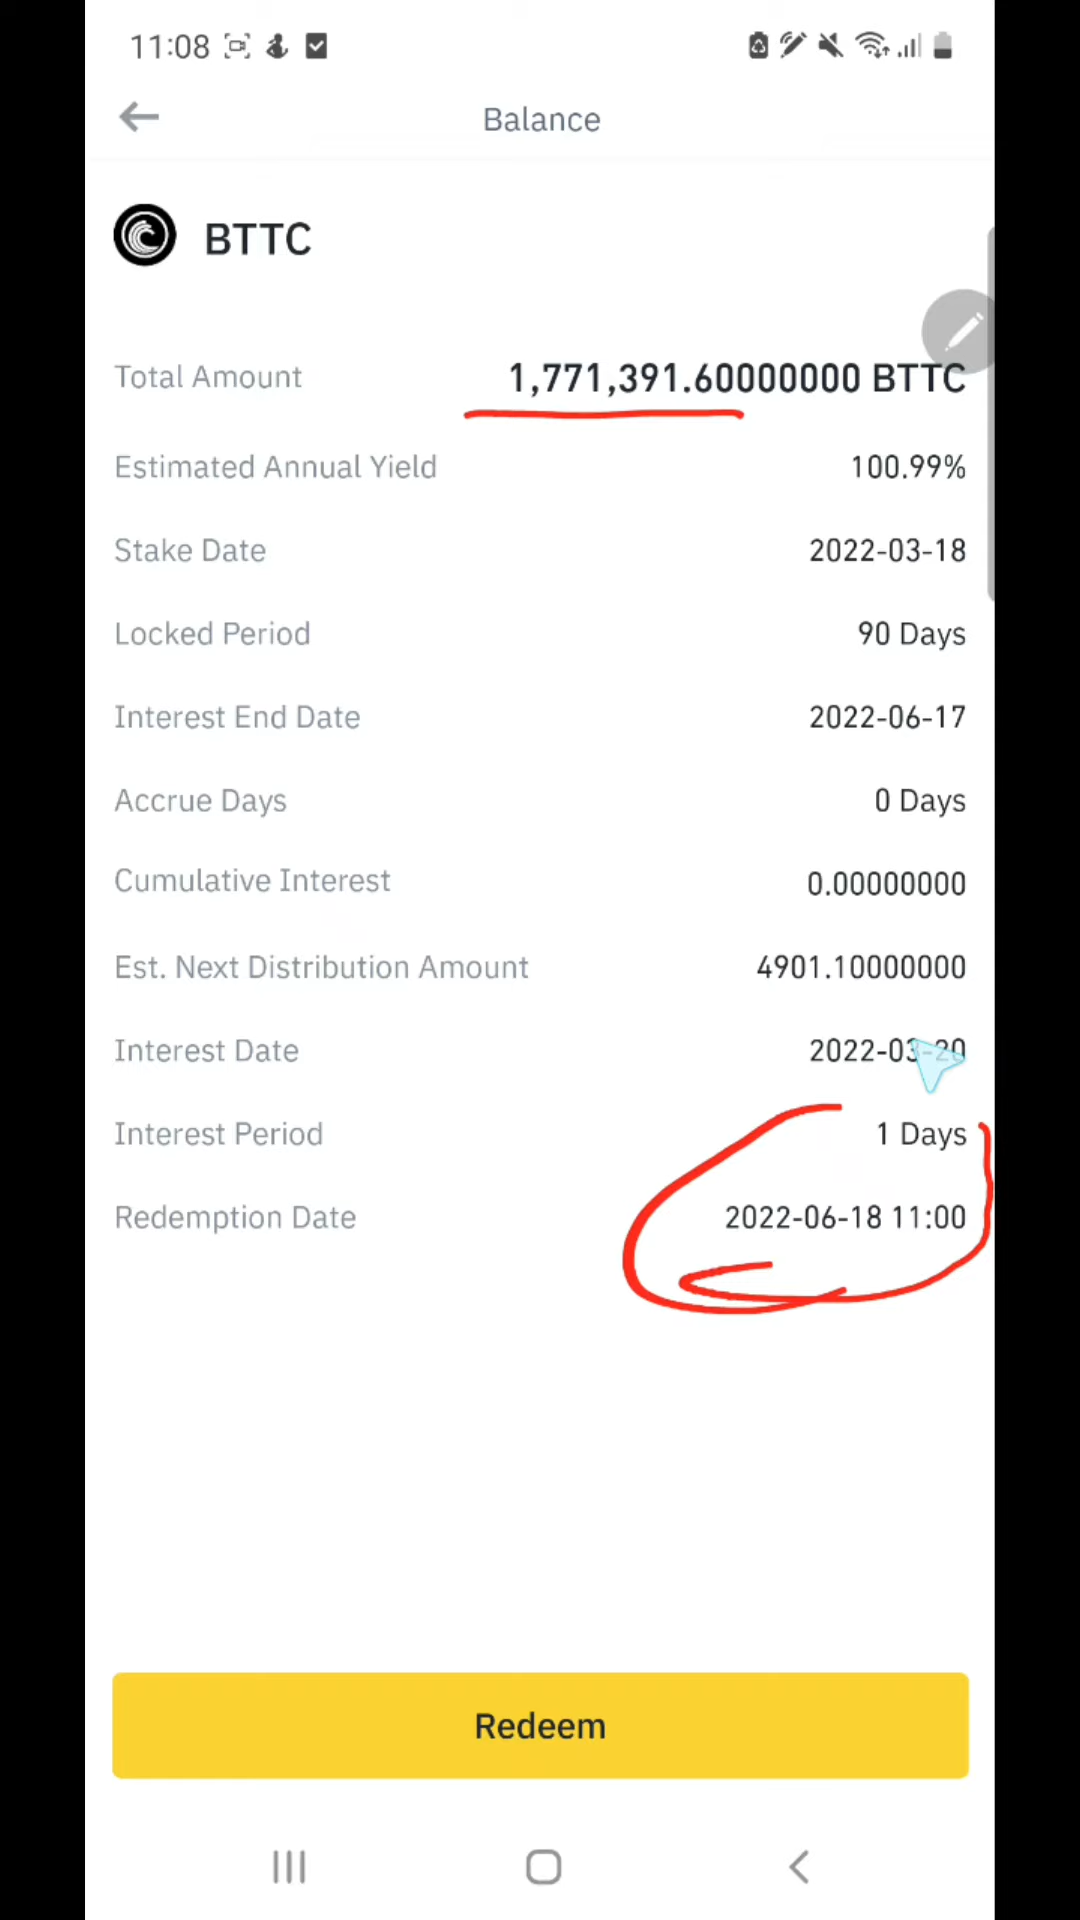 11:08
Balance
BTTC
Total Amount 1,771,391.60000000 BTTC
Estimated Annual Yield 100.99%
Stake Date 2022-03-18
Locked Period 90 Days
Interest End Date 2022-06-17
Accrue Days 0 Days
Cumulative Interest 0.00000000
Est. Next Distribution Amount 4901.10000000
Interest Date 2022-03-20
Interest Period 1 Days
Redemption Date 2022-06-18 11:00
Redeem